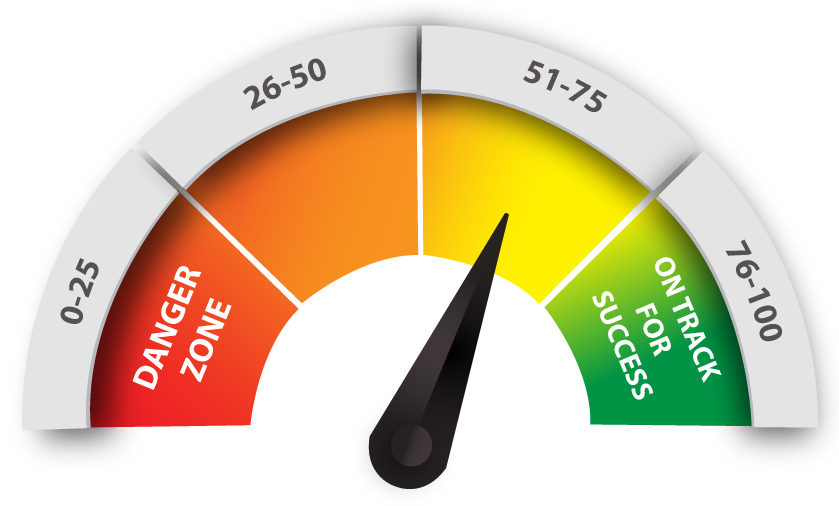 0-25
26-50
51-75
76-100
DANGER
ZONE
ON TRACK
FOR
SUCCESS